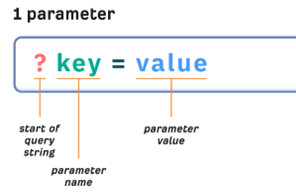 1 parameter
? key = value
start of
query
string
parameter
name
parameter
value